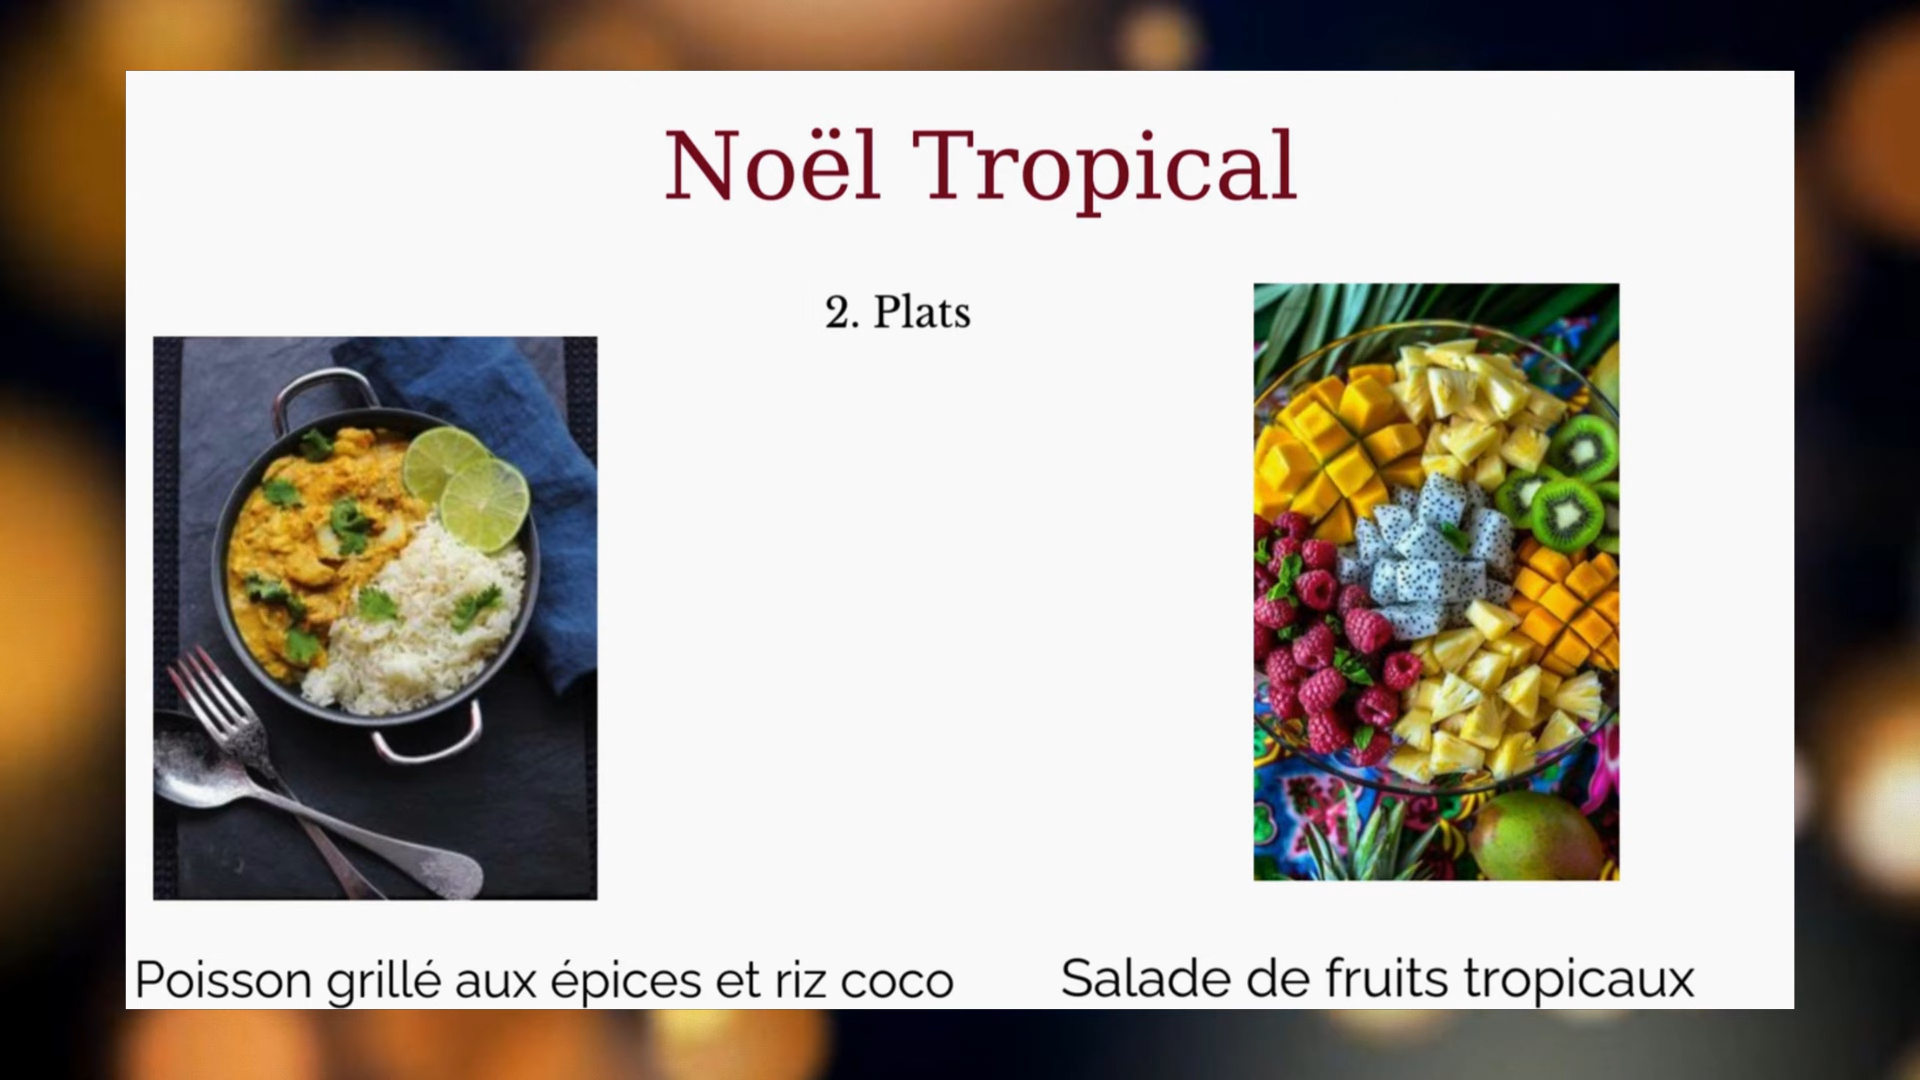 Noël Tropical
2. Plats
Poisson grillé aux épices et riz coco
Salade de fruits tropicaux